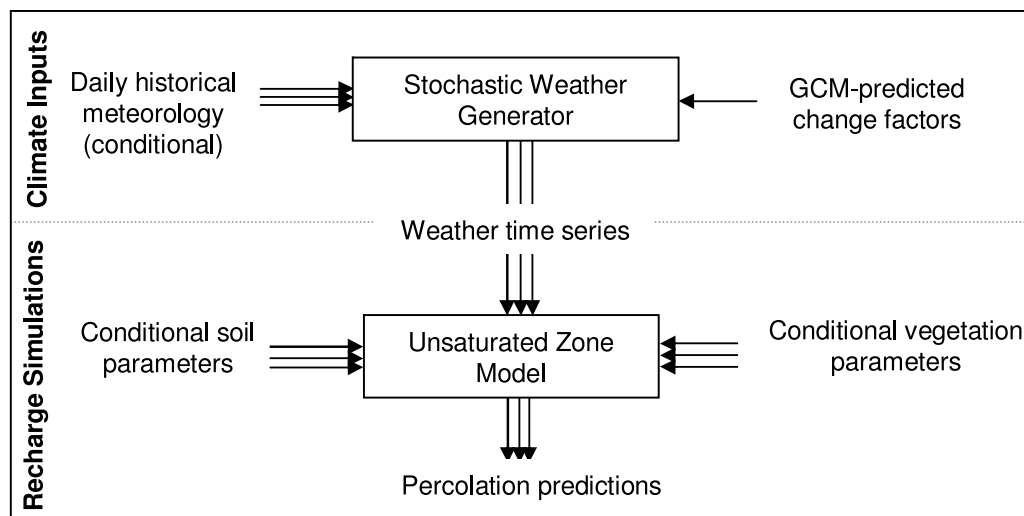 Climate Inputs
Daily historical
meteorology
(conditional)
Stochastic Weather
Generator
GCM-predicted
change factors
Weather time series
Recharge Simulations
Conditional soil
parameters
Unsaturated Zone
Model
Conditional vegetation
parameters
Percolation predictions